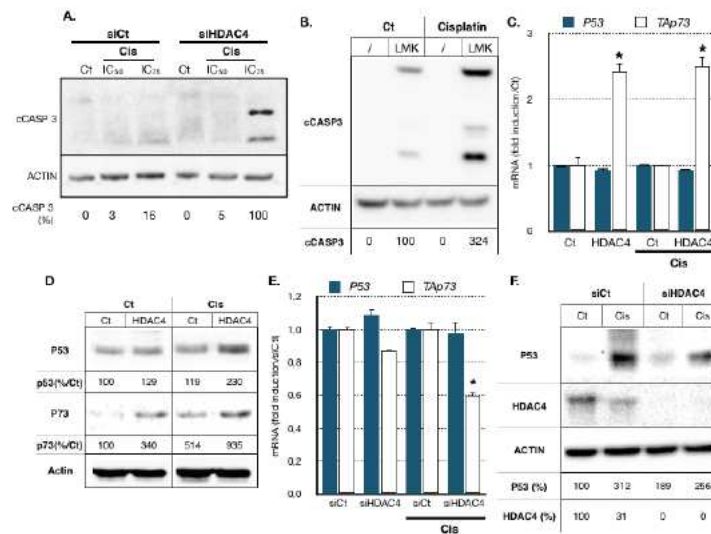 A.
siCt siHDAC4
Cis Cis
Ct IC50 IC25 Ct IC50 IC25
cCASP 3
ACTIN
cCASP 3 (%) 0 3 16 0 5 100
B.
Ct Cisplatin
/ LMK / LMK
cCASP3
ACTIN
cCASP3 0 100 0 324
C.
P53 TAp73
mRNA (fold induction/Ct)
3
2
1
0
* *
Ct HDAC4 Ct HDAC4
Cis
D
Ct Cis
Ct HDAC4 Ct HDAC4
P53
p53(%/Ct) 100 129 119 230
P73
p73(%/Ct) 100 340 514 935
Actin
E.
P53 TAp73
mRNA (fold induction/siCt)
1.2
1.0
0.8
0.6
0.4
0.2
0.0
*
siCt siHDAC4 siCt siHDAC4
Cis
F.
siCt siHDAC4
Ct Cis Ct Cis
P53
HDAC4
ACTIN
P53 (%) 100 312 189 256
HDAC4 (%) 100 31 0 0